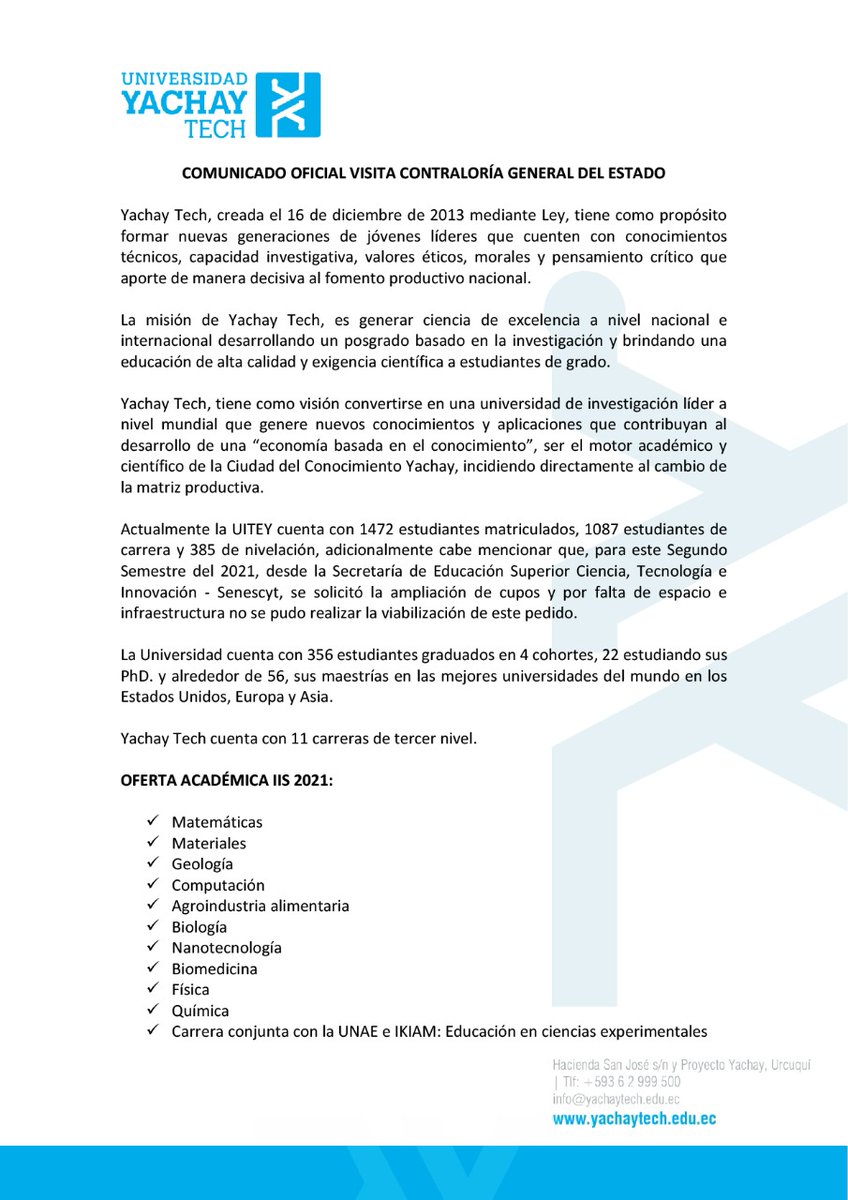 UNIVERSIDAD
YACHAY
TECH
COMUNICADO OFICIAL VISITA CONTRALORÍA GENERAL DEL ESTADO
Yachay Tech, creada el 16 de diciembre de 2013 mediante Ley, tiene como propósito
formar nuevas generaciones de jóvenes líderes que cuenten con conocimientos
técnicos, capacidad investigativa, valores éticos, morales y pensamiento crítico que
aporte de manera decisiva al fomento productivo nacional.
La misión de Yachay Tech, es generar ciencia de excelencia a nivel nacional e
internacional desarrollando un posgrado basado en la investigación y brindando una
educación de alta calidad y exigencia científica a estudiantes de grado.
Yachay Tech, tiene como visión convertirse en una universidad de investigación líder a
nivel mundial que genere nuevos conocimientos y aplicaciones que contribuyan al
desarrollo de una “economía basada en el conocimiento”, ser el motor académico y
científico de la Ciudad del Conocimiento Yachay, incidiendo directamente al cambio de
la matriz productiva.
Actualmente la UITEY cuenta con 1472 estudiantes matriculados, 1087 estudiantes de
carrera y 385 de nivelación, adicionalmente cabe mencionar que, para este Segundo
Semestre del 2021, desde la Secretaría de Educación Superior Ciencia, Tecnología e
Innovación - Senescyt, se solicitó la ampliación de cupos y por falta de espacio e
infraestructura no se pudo realizar la viabilización de este pedido.
La Universidad cuenta con 356 estudiantes graduados en 4 cohortes, 22 estudiando sus
PhD. y alrededor de 56, sus maestrías en las mejores universidades del mundo en los
Estados Unidos, Europa y Asia.
Yachay Tech cuenta con 11 carreras de tercer nivel.
OFERTA ACADÉMICA IIS 2021:
✓ Matemáticas
✓ Materiales
✓ Geología
✓ Computación
✓ Agroindustria alimentaria
✓ Biología
✓ Nanotecnología
✓ Biomedicina
✓ Física
✓ Química
✓ Carrera conjunta con la UNAE e IKIAM: Educación en ciencias experimentales
Hacienda San José s/n y Proyecto Yachay, Urcuquí
| Tlf: +593 6 2 999 500
info@yachaytech.edu.ec
www.yachaytech.edu.ec